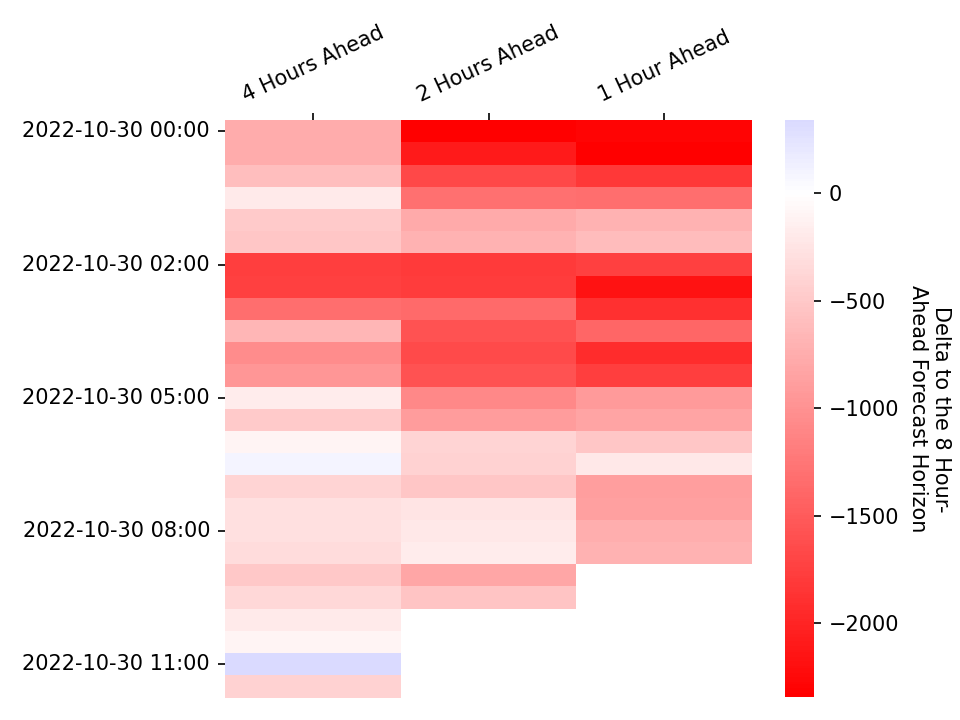 4 Hours Ahead
2 Hours Ahead
1 Hour Ahead
2022-10-30 00:00
2022-10-30 02:00
2022-10-30 05:00
2022-10-30 08:00
2022-10-30 11:00
0
−500
−1000
−1500
−2000
Delta to the 8 Hour-
Ahead Forecast Horizon